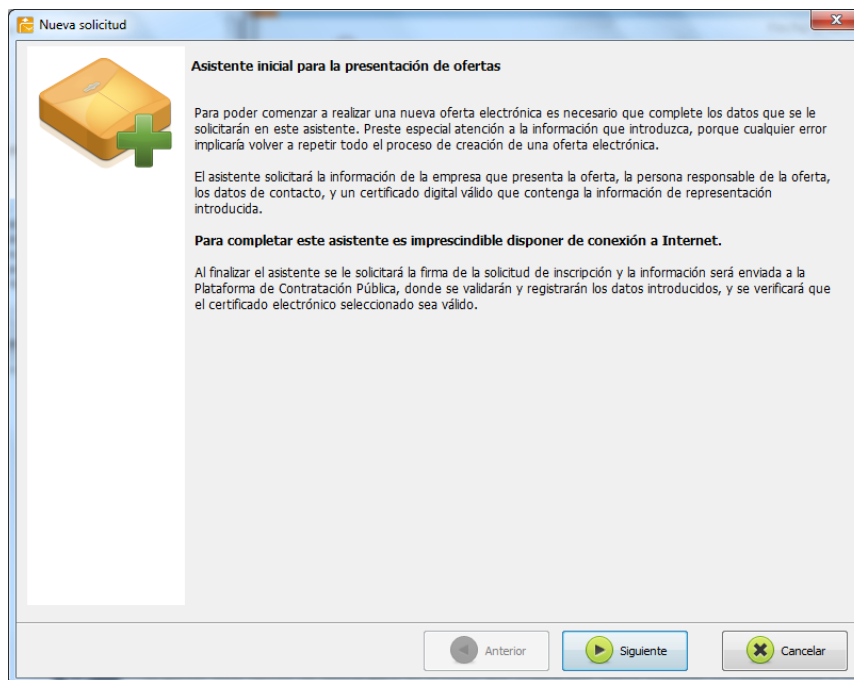 Nueva solicitud
Asistente inicial para la presentación de ofertas
Para poder comenzar a realizar una nueva oferta electrónica es necesario que complete los datos que se le
solicitarán en este asistente. Preste especial atención a la información que introduzca, porque cualquier error
implicaría volver a repetir todo el proceso de creación de una oferta electrónica.
El asistente solicitará la información de la empresa que presenta la oferta, la persona responsable de la oferta,
los datos de contacto, y un certificado digital válido que contenga la información de representación
introducida.
Para completar este asistente es imprescindible disponer de conexión a Internet.
Al finalizar el asistente se le solicitará la firma de la solicitud de inscripción y la información será enviada a la
Plataforma de Contratación Pública, donde se validarán y registrarán los datos introducidos, y se verificará que
el certificado electrónico seleccionado sea válido.
Anterior Siguiente Cancelar